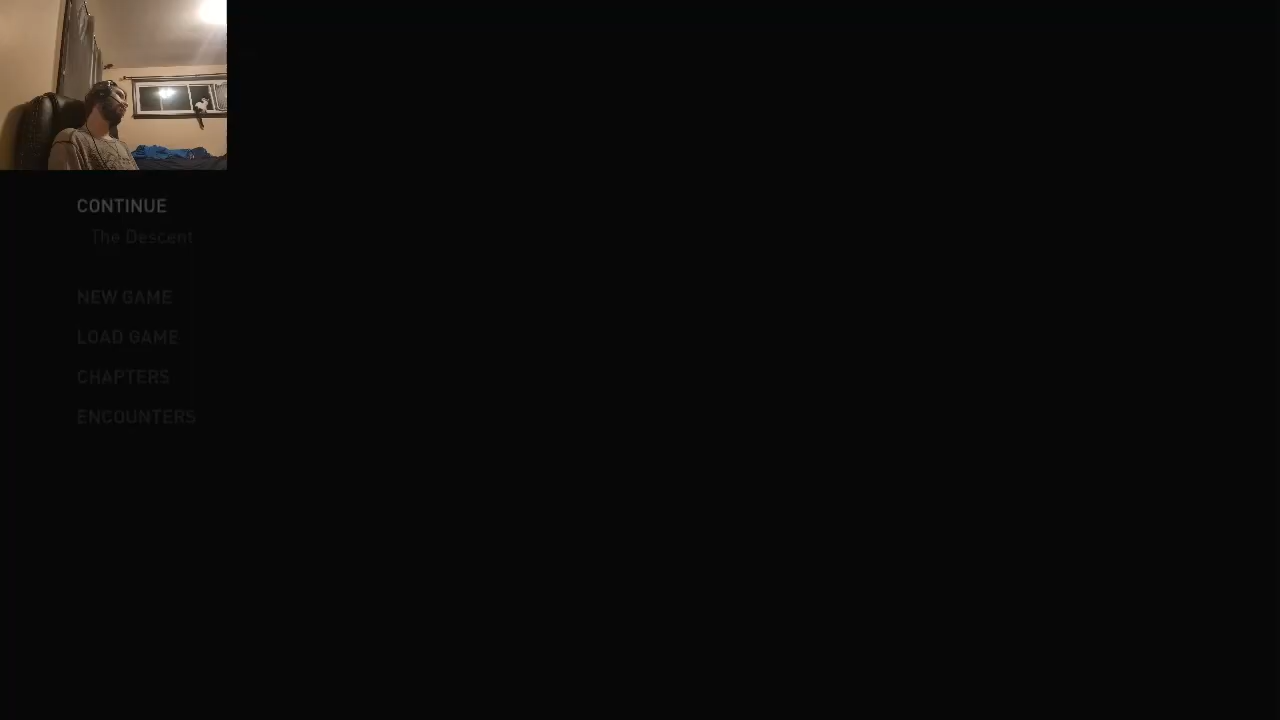 CONTINUE
The Descent
NEW GAME
LOAD GAME
CHAPTERS
ENCOUNTERS